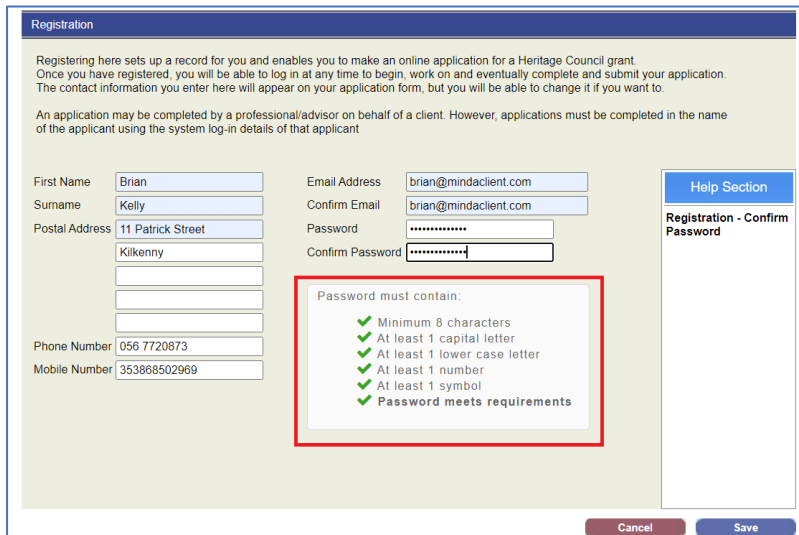 Registration
Registering here sets up a record for you and enables you to make an online application for a Heritage Council grant.
Once you have registered, you will be able to log in at any time to begin, work on and eventually complete and submit your application.
The contact information you enter here will appear on your application form, but you will be able to change it if you want to.
An application may be completed by a professional/advisor on behalf of a client. However, applications must be completed in the name
of the applicant using the system log-in details of that applicant
First Name Brian
Surname Kelly
Postal Address 11 Patrick Street
Kilkenny
Phone Number 056 7720873
Mobile Number 353868502969
Email Address brian@mindaclient.com
Confirm Email brian@mindaclient.com
Password ••••••••••••••
Confirm Password ••••••••••••••
Password must contain:
Minimum 8 characters
At least 1 capital letter
At least 1 lower case letter
At least 1 number
At least 1 symbol
Password meets requirements
Help Section
Registration - Confirm
Password
Cancel Save